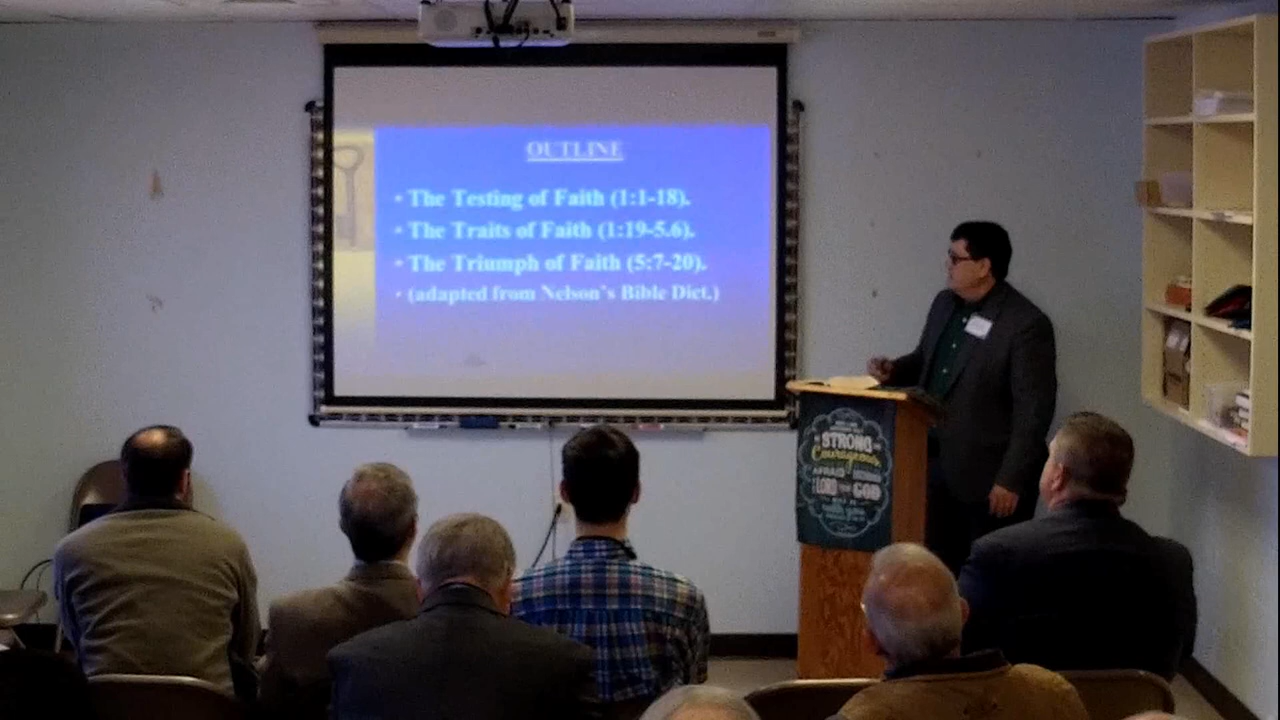 OUTLINE
• The Testing of Faith (1:1-18).
• The Traits of Faith (1:19-5.6).
• The Triumph of Faith (5:7-20).
• (adapted from Nelson's Bible Dict.)
STRONG
Courageous
AFRAID
LORD GOD